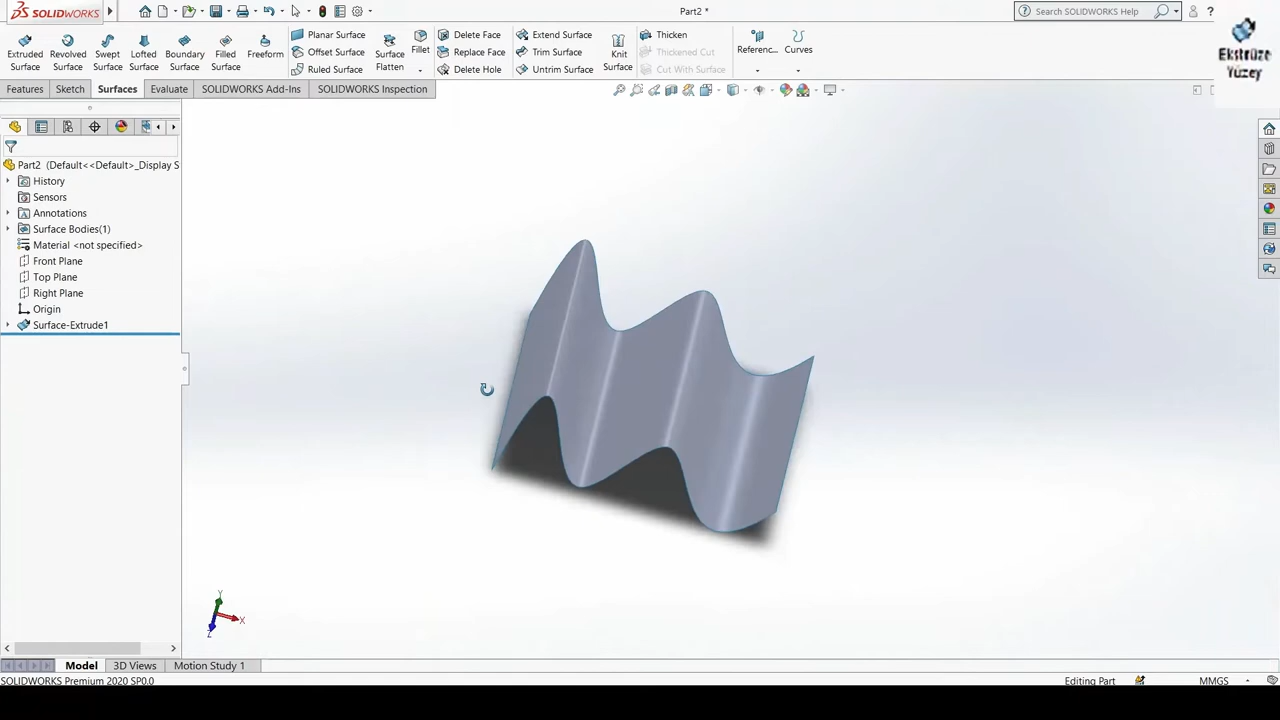 SOLIDWORKS
Part2 *
Search SOLIDWORKS Help
?
Extruded Surface
Revolved Surface
Swept Surface
Lofted Surface
Boundary Surface
Filled Surface
Freeform
Planar Surface
Offset Surface
Ruled Surface
Surface Flatten
Fillet
Delete Face
Replace Face
Delete Hole
Extend Surface
Trim Surface
Untrim Surface
Knit Surface
Thicken
Thickened Cut
Cut With Surface
Referenc...
Curves
Ekstrüze
Yüzey
Features
Sketch
Surfaces
Evaluate
SOLIDWORKS Add-Ins
SOLIDWORKS Inspection
Part2 (Default<<Default>_Display S
History
Sensors
Annotations
Surface Bodies(1)
Material <not specified>
Front Plane
Top Plane
Right Plane
Origin
Surface-Extrude1
Y
X
Z
Model
3D Views
Motion Study 1
SOLIDWORKS Premium 2020 SP0.0
Editing Part
MMGS